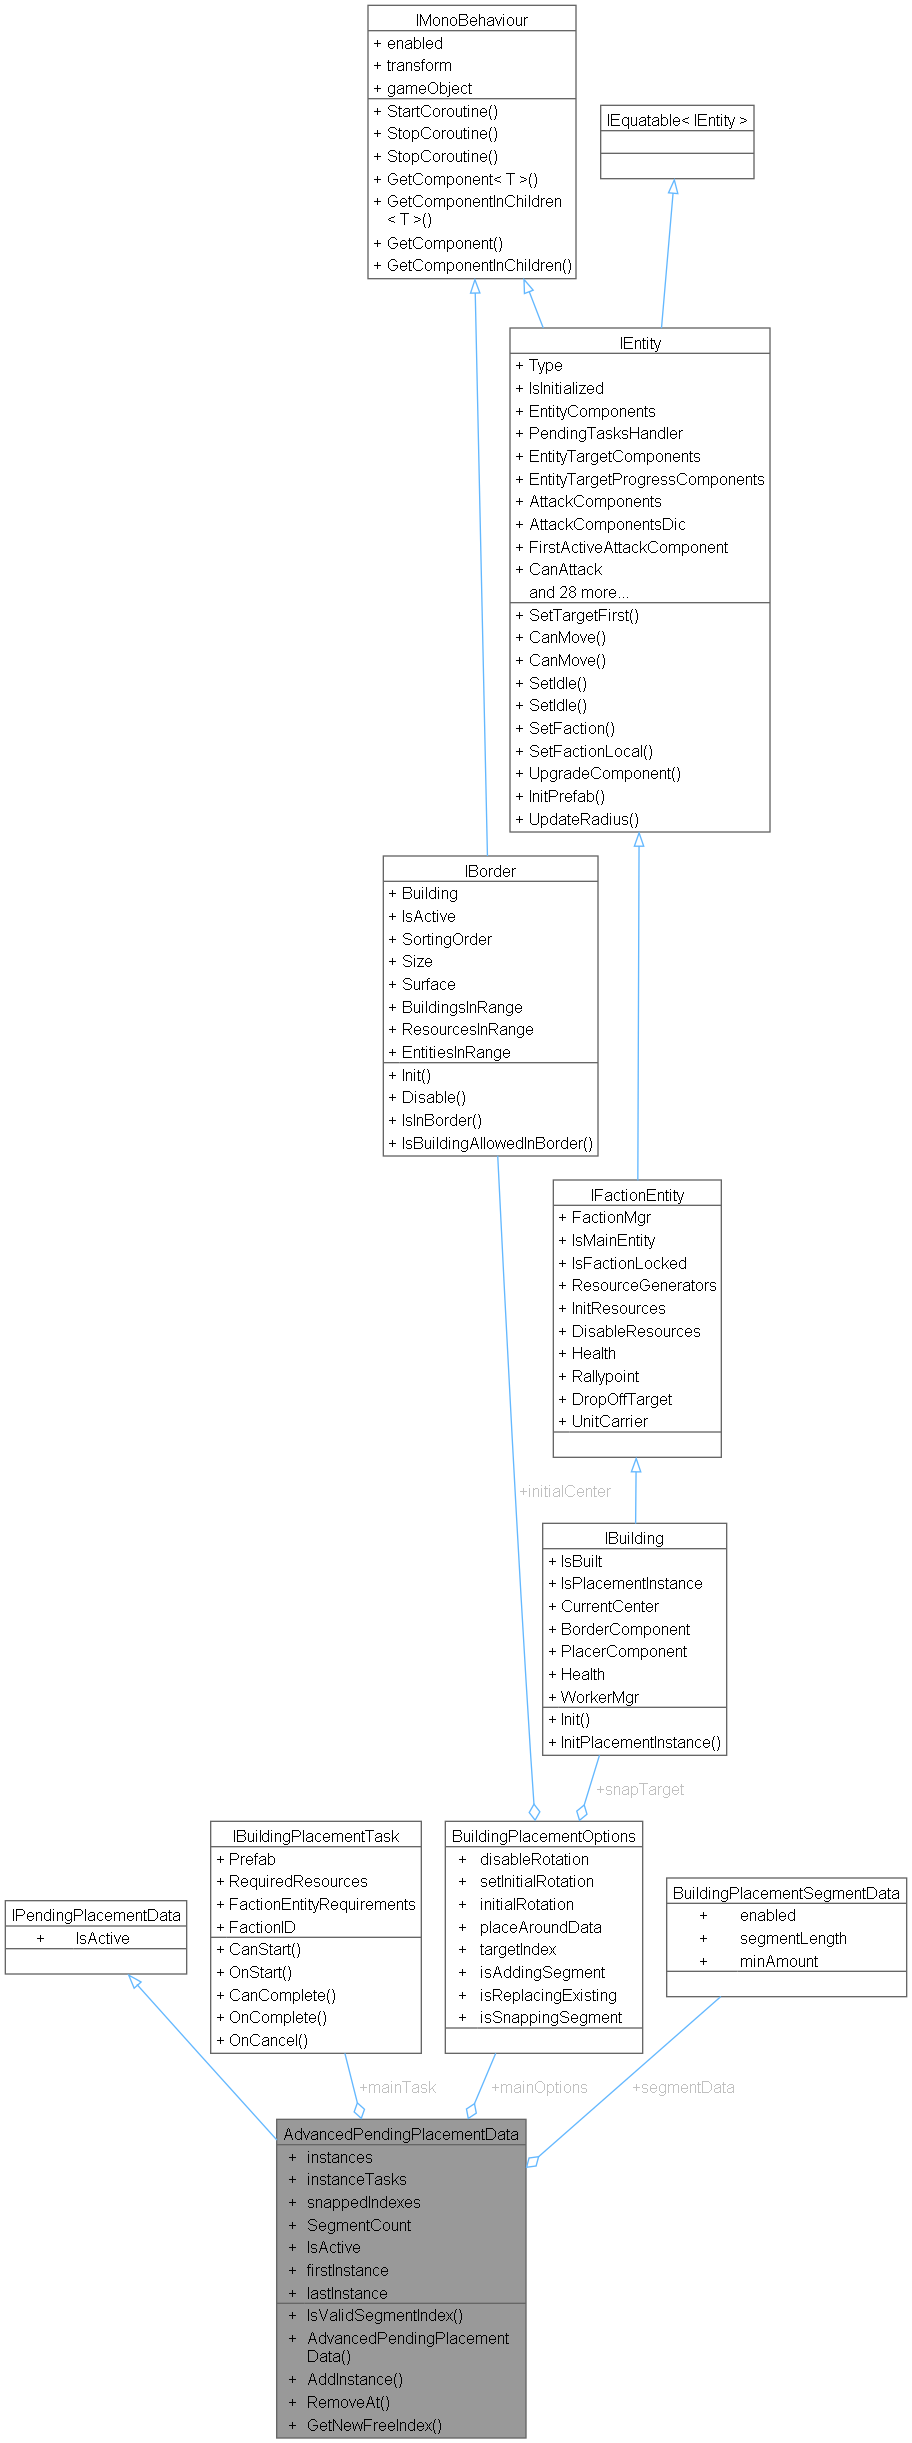 IMonoBehaviour
+ enabled
+ transform
+ gameObject
+ StartCoroutine()
+ StopCoroutine()
+ StopCoroutine()
+ GetComponent< T >()
+ GetComponentInChildren
< T >()
+ GetComponent()
+ GetComponentInChildren()
IEquatable< IEntity >
IEntity
+ Type
+ IsInitialized
+ EntityComponents
+ PendingTasksHandler
+ EntityTargetComponents
+ EntityTargetProgressComponents
+ AttackComponents
+ AttackComponentsDic
+ FirstActiveAttackComponent
+ CanAttack
and 28 more...
+ SetTargetFirst()
+ CanMove()
+ CanMove()
+ SetIdle()
+ SetIdle()
+ SetFaction()
+ SetFactionLocal()
+ UpgradeComponent()
+ InitPrefab()
+ UpdateRadius()
IBorder
+ Building
+ IsActive
+ SortingOrder
+ Size
+ Surface
+ BuildingsInRange
+ ResourcesInRange
+ EntitiesInRange
+ Init()
+ Disable()
+ IsInBorder()
+ IsBuildingAllowedInBorder()
IFactionEntity
+ FactionMgr
+ IsMainEntity
+ IsFactionLocked
+ ResourceGenerators
+ InitResources
+ DisableResources
+ Health
+ Rallypoint
+ DropOffTarget
+ UnitCarrier
+initialCenter
IBuilding
+ IsBuilt
+ IsPlacementInstance
+ CurrentCenter
+ BorderComponent
+ PlacerComponent
+ Health
+ WorkerMgr
+ Init()
+ InitPlacementInstance()
+snapTarget
IPendingPlacementData
+ IsActive
IBuildingPlacementTask
+ Prefab
+ RequiredResources
+ FactionEntityRequirements
+ FactionID
+ CanStart()
+ OnStart()
+ CanComplete()
+ OnComplete()
+ OnCancel()
BuildingPlacementOptions
+ disableRotation
+ setInitialRotation
+ initialRotation
+ placeAroundData
+ targetIndex
+ isAddingSegment
+ isReplacingExisting
+ isSnappingSegment
BuildingPlacementSegmentData
+ enabled
+ segmentLength
+ minAmount
+mainTask
+mainOptions
+segmentData
AdvancedPendingPlacementData
+ instances
+ instanceTasks
+ snappedIndexes
+ SegmentCount
+ IsActive
+ firstInstance
+ lastInstance
+ IsValidSegmentIndex()
+ AdvancedPendingPlacement
Data()
+ AddInstance()
+ RemoveAt()
+ GetNewFreeIndex()